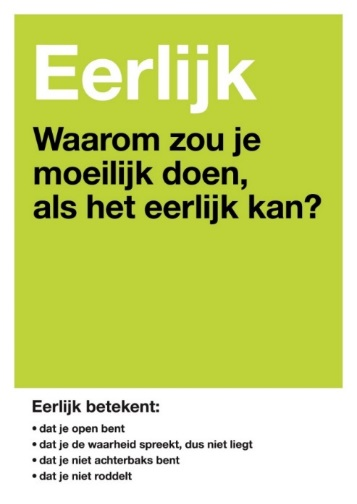 Eerlijk
Waarom zou je
moeilijk doen,
als het eerlijk kan?
Eerlijk betekent:
• dat je open bent
• dat je de waarheid spreekt, dus niet liegt
• dat je niet achterbaks bent
• dat je niet roddelt